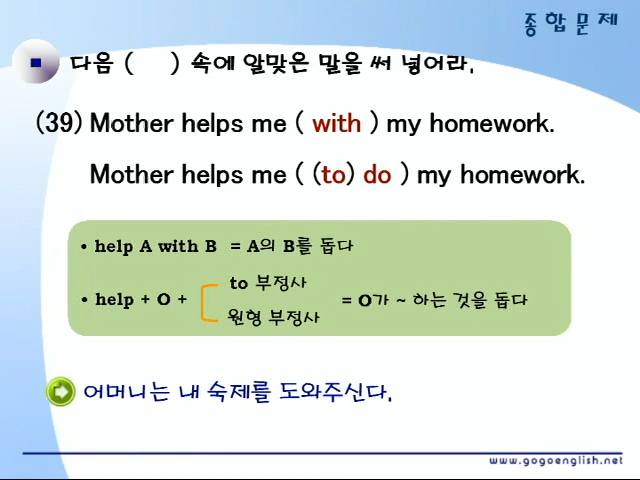 종합문제
다음 (    ) 속에 알맞은 말을 써 넣어라.
(39) Mother helps me ( with ) my homework.
Mother helps me ( (to) do ) my homework.
• help A with B = A의 B를 돕다
to 부정사
• help + O + = O가 ~ 하는 것을 돕다
원형 부정사
어머니는 내 숙제를 도와주신다.
www.gogoenglish.net